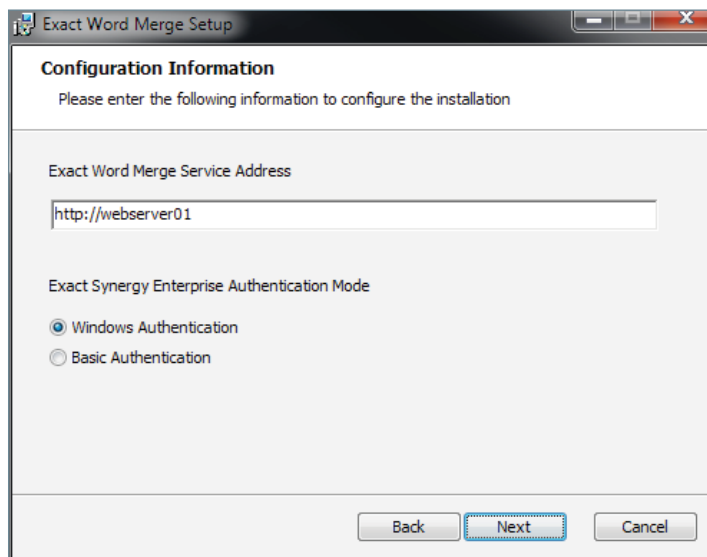 Exact Word Merge Setup
Configuration Information
Please enter the following information to configure the installation
Exact Word Merge Service Address
http://webserver01
Exact Synergy Enterprise Authentication Mode
Windows Authentication
Basic Authentication
Back Next Cancel